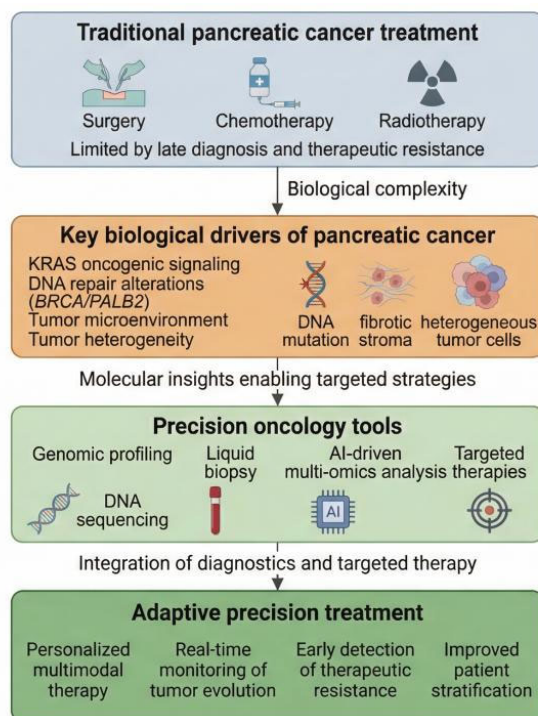 Traditional pancreatic cancer treatment
Surgery
Chemotherapy
Radiotherapy
Limited by late diagnosis and therapeutic resistance
Biological complexity
Key biological drivers of pancreatic cancer
KRAS oncogenic signaling
DNA repair alterations
(BRCA/PALB2)
Tumor microenvironment
Tumor heterogeneity
DNA
mutation
fibrotic
stroma
heterogeneous
tumor cells
Molecular insights enabling targeted strategies
Precision oncology tools
Genomic profiling
DNA
sequencing
Liquid
biopsy
AI-driven
multi-omics analysis
AI
Targeted
therapies
Integration of diagnostics and targeted therapy
Adaptive precision treatment
Personalized
multimodal
therapy
Real-time
monitoring of
tumor evolution
Early detection
of therapeutic
resistance
Improved
patient
stratification